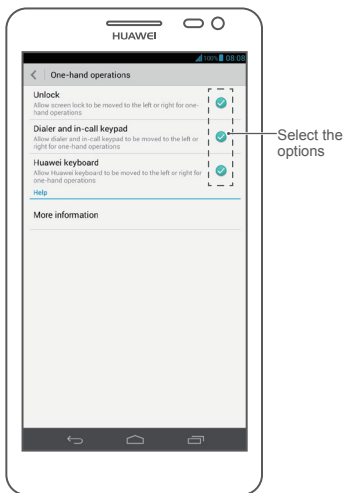 HUAWEI
100% 08:08
One-hand operations
Unlock
Allow screen lock to be moved to the left or right for one-
hand operations
Dialer and in-call keypad
Allow dialer and in-call keypad to be moved to the left or
right for one-hand operations
Select the
options
Huawei keyboard
Allow Huawei keyboard to be moved to the left or right for
one-hand operations
Help
More information